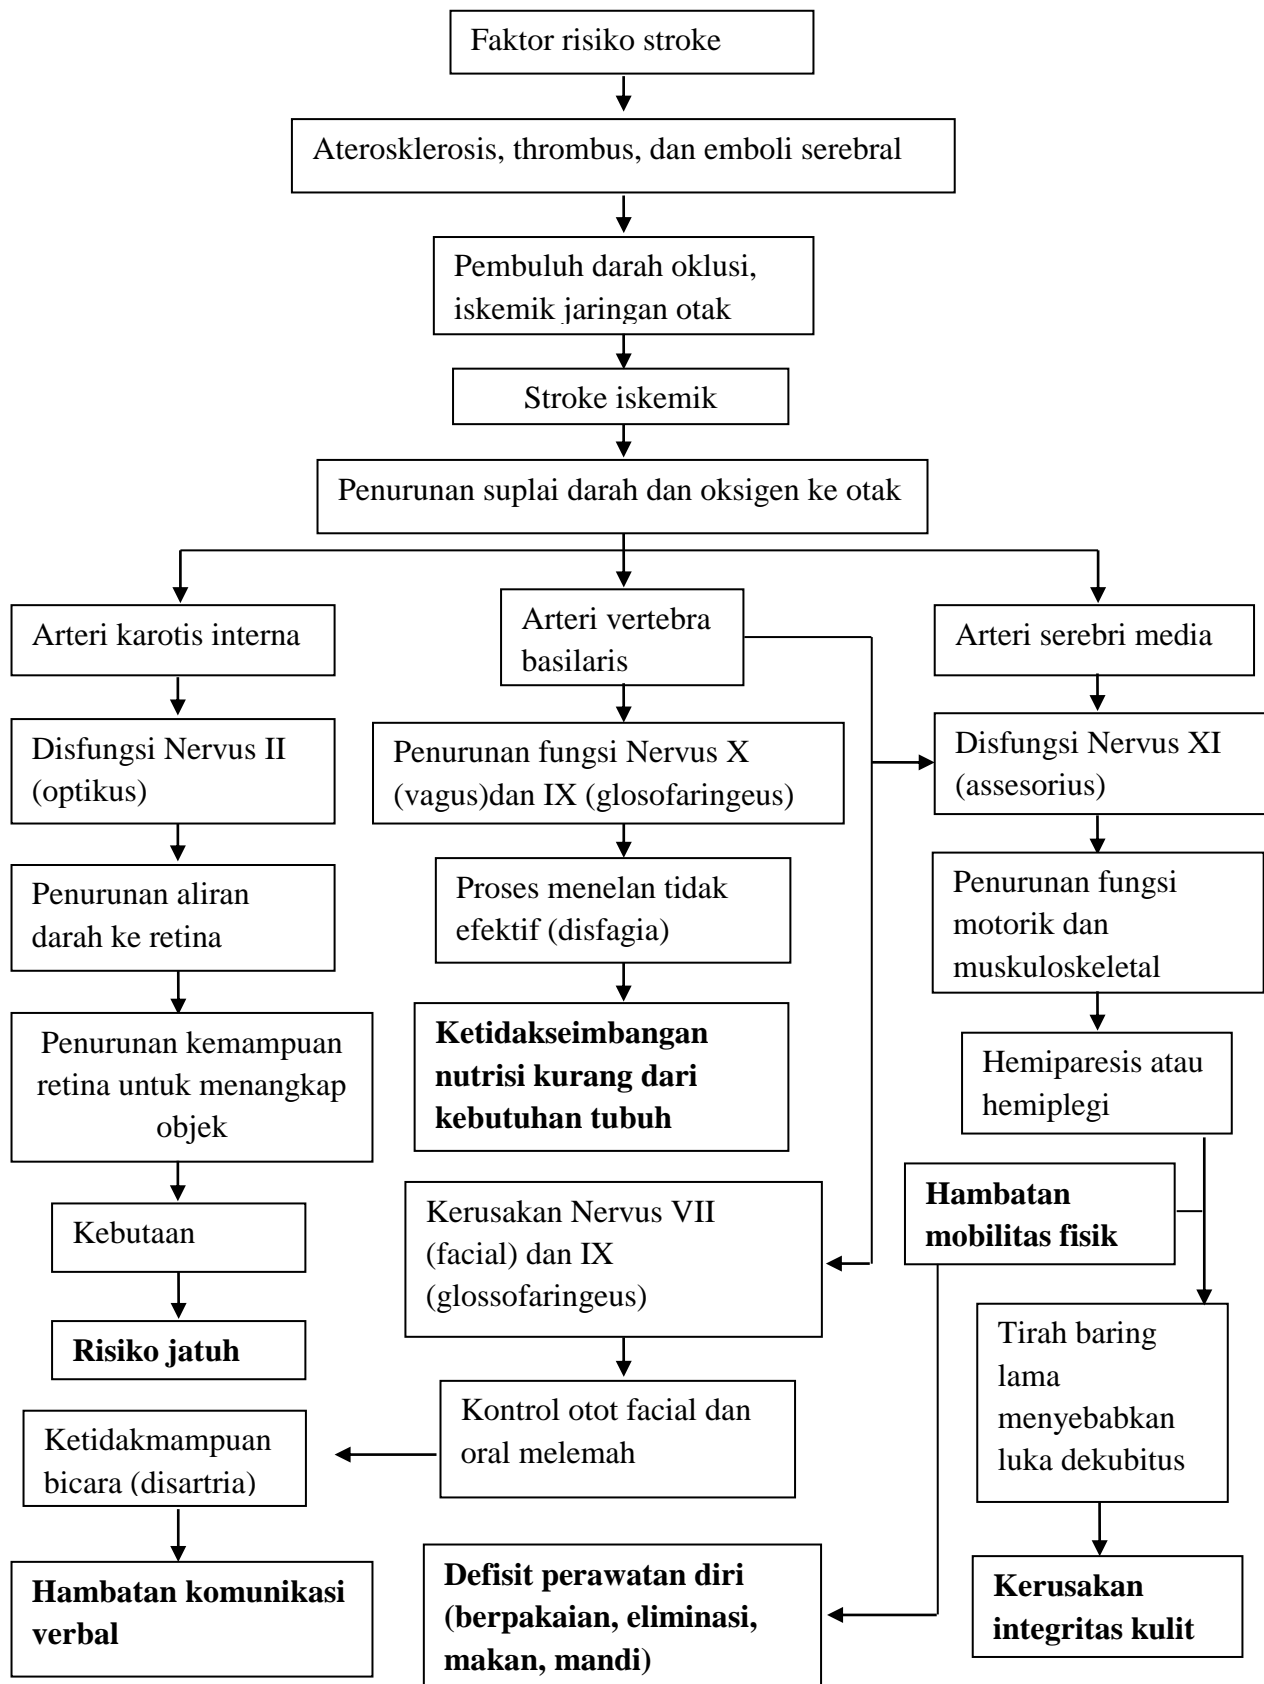 Faktor risiko stroke
Aterosklerosis, thrombus, dan emboli serebral
Pembuluh darah oklusi,
iskemik jaringan otak
Stroke iskemik
Penurunan suplai darah dan oksigen ke otak
Arteri karotis interna
Arteri vertebra
basilaris
Arteri serebri media
Disfungsi Nervus II
(optikus)
Penurunan fungsi Nervus X
(vagus)dan IX (glosofaringeus)
Disfungsi Nervus XI
(assesorius)
Penurunan aliran
darah ke retina
Proses menelan tidak
efektif (disfagia)
Penurunan fungsi
motorik dan
muskuloskeletal
Penurunan kemampuan
retina untuk menangkap
objek
Ketidakseimbangan
nutrisi kurang dari
kebutuhan tubuh
Hemiparesis atau
hemiplegi
Kebutaan
Kerusakan Nervus VII
(facial) dan IX
(glossofaringeus)
Hambatan
mobilitas fisik
Risiko jatuh
Tirah baring
lama
menyebabkan
luka dekubitus
Ketidakmampuan
bicara (disartria)
Kontrol otot facial dan
oral melemah
Hambatan komunikasi
verbal
Defisit perawatan diri
(berpakaian, eliminasi,
makan, mandi)
Kerusakan
integritas kulit